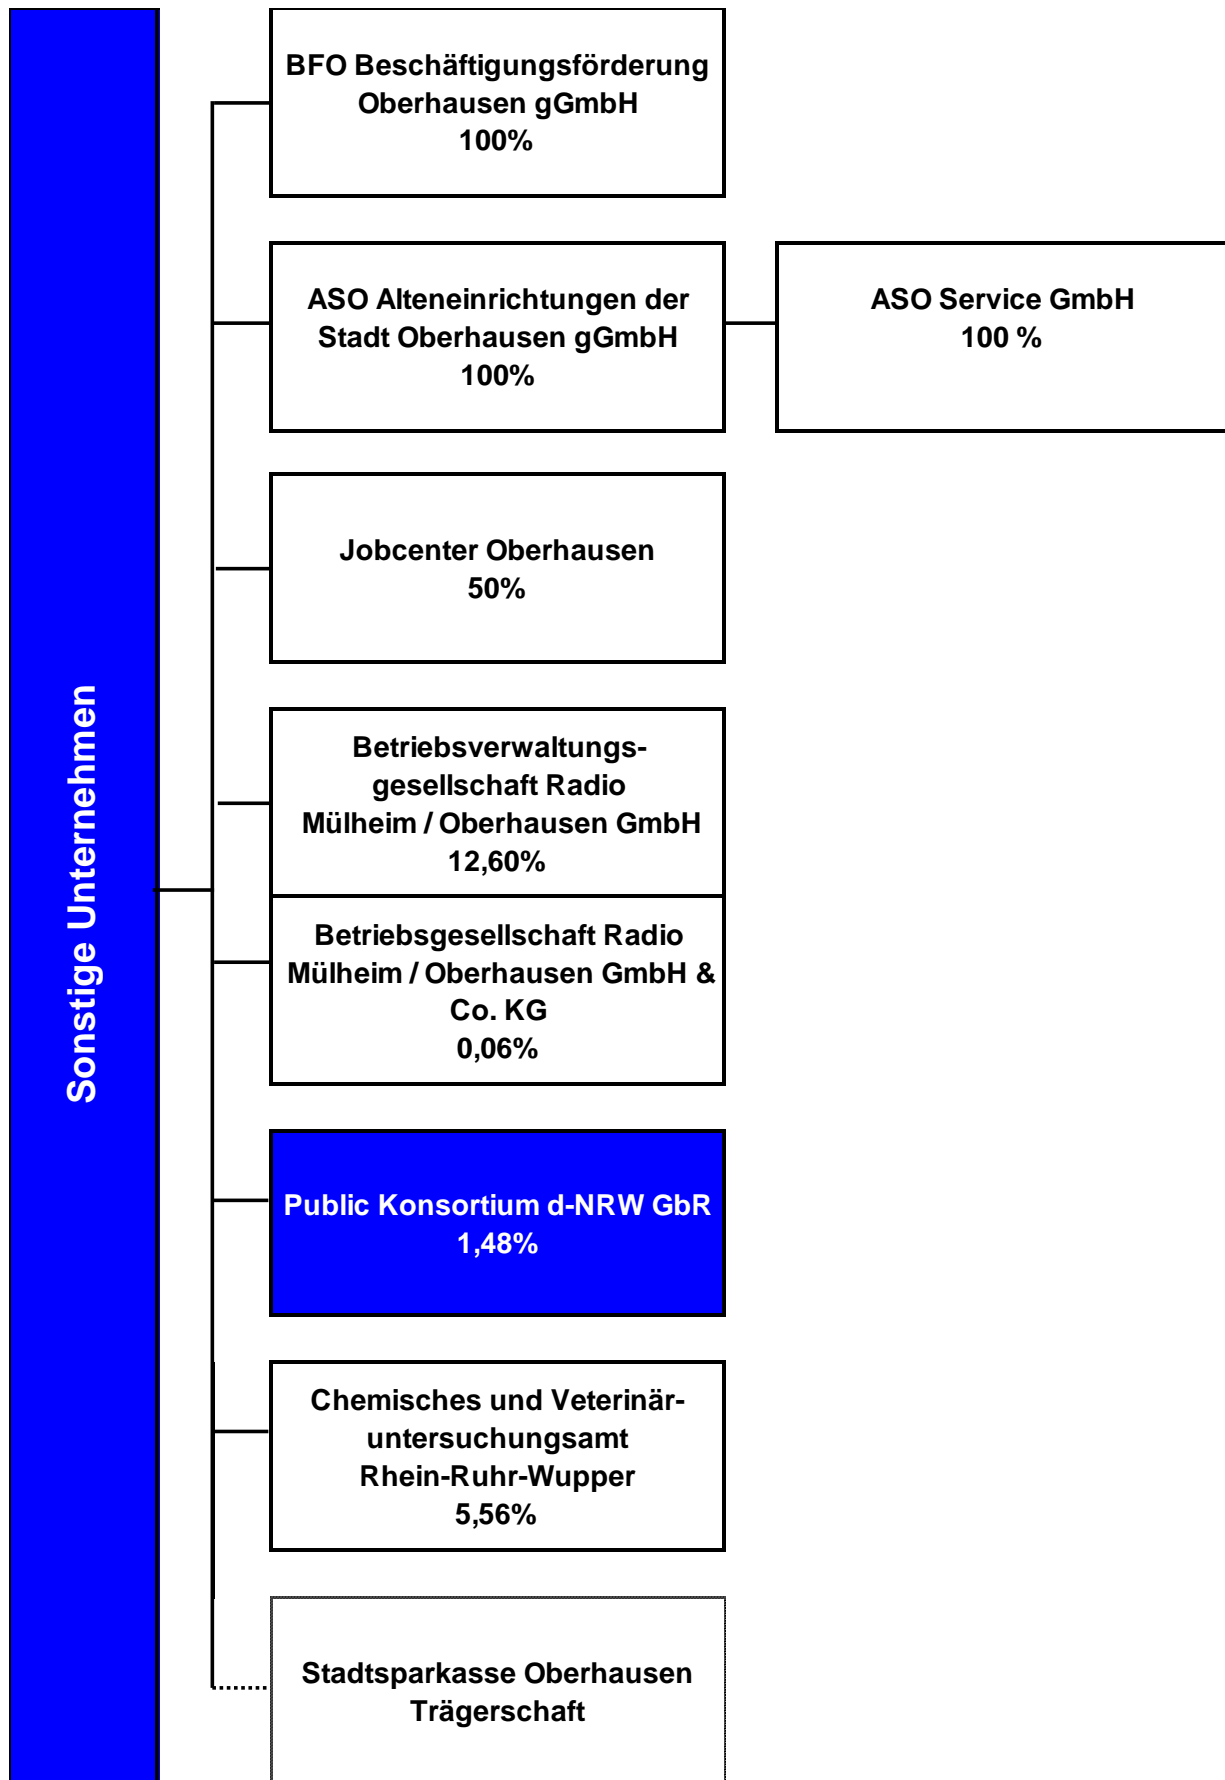 Sonstige Unternehmen
BFO Beschäftigungsförderung
Oberhausen gGmbH
100%
ASO Alteneinrichtungen der
Stadt Oberhausen gGmbH
100%
ASO Service GmbH
100 %
Jobcenter Oberhausen
50%
Betriebsverwaltungs-
gesellschaft Radio
Mülheim / Oberhausen GmbH
12,60%
Betriebsgesellschaft Radio
Mülheim / Oberhausen GmbH &
Co. KG
0,06%
Public Konsortium d-NRW GbR
1,48%
Chemisches und Veterinär-
untersuchungsamt
Rhein-Ruhr-Wupper
5,56%
Stadtsparkasse Oberhausen
Trägerschaft